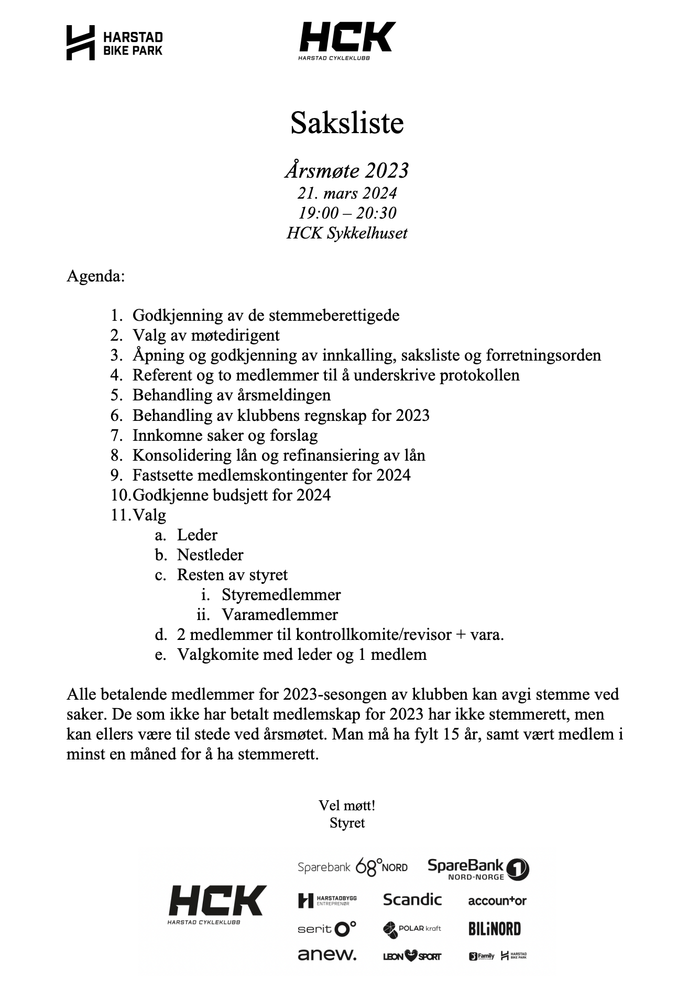 HARSTAD
BIKE PARK
HCK
HARSTAD CYKLEKLUBB
Saksliste
Årsmøte 2023
21. mars 2024
19:00 – 20:30
HCK Sykkelhuset
Agenda:
1. Godkjenning av de stemmeberettigede
2. Valg av møtedirigent
3. Åpning og godkjenning av innkalling, saksliste og forretningsorden
4. Referent og to medlemmer til å underskrive protokollen
5. Behandling av årsmeldingen
6. Behandling av klubbens regnskap for 2023
7. Innkomne saker og forslag
8. Konsolidering lån og refinansiering av lån
9. Fastsette medlemskontingenter for 2024
10. Godkjenne budsjett for 2024
11. Valg
a. Leder
b. Nestleder
c. Resten av styret
i. Styremedlemmer
ii. Varamedlemmer
d. 2 medlemmer til kontrollkomite/revisor + vara.
e. Valgkomite med leder og 1 medlem
Alle betalende medlemmer for 2023-sesongen av klubben kan avgi stemme ved
saker. De som ikke har betalt medlemskap for 2023 har ikke stemmerett, men
kan ellers være til stede ved årsmøtet. Man må ha fylt 15 år, samt vært medlem i
minst en måned for å ha stemmerett.
Vel møtt!
Styret
HCK
HARSTAD CYKLEKLUBB
Sparebank 68° NORD
SpareBank 1
NORD-NORGE
HARSTADBYGG
ENTREPRENØR
Scandic
accountor
serit
POLAR kraft
BILiNORD
anew.
LEON SPORT
Family
HARSTAD
BIKE PARK